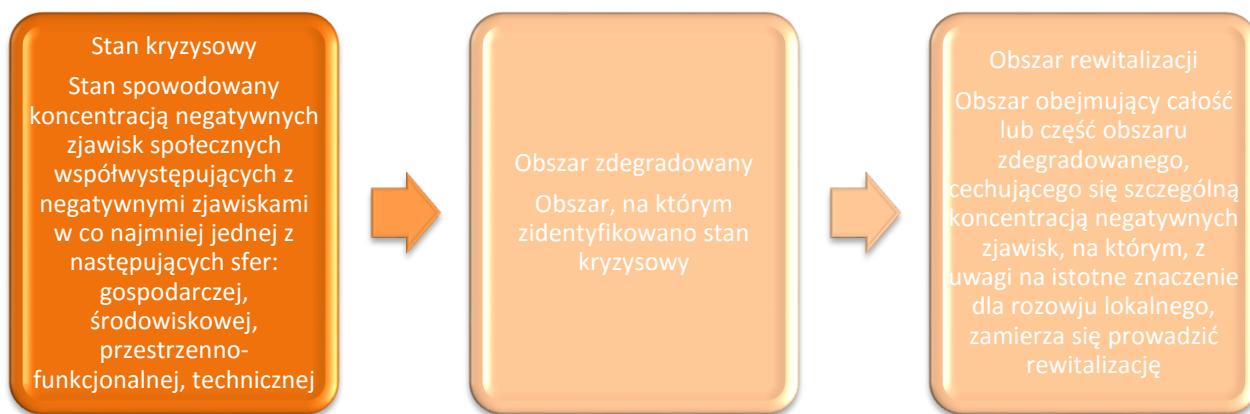 Stan kryzysowy
Stan spowodowany
koncentracją negatywnych
zjawisk społecznych
współwystępujących z
negatywnymi zjawiskami
w co najmniej jednej z
następujących sfer:
gospodarczej,
środowiskowej,
przestrzenno-
funkcjonalnej, technicznej
Obszar zdegradowany
Obszar, na którym
zidentyfikowano stan
kryzysowy
Obszar rewitalizacji
Obszar obejmujący całość
lub część obszaru
zdegradowanego,
cechującego się szczególną
koncentracją negatywnych
zjawisk, na którym, z
uwagi na istotne znaczenie
dla rozowju lokalnego,
zamierza się prowadzić
rewitalizację